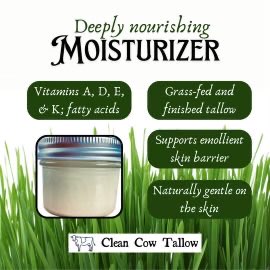 Deeply nourishing
MOISTURIZER
Vitamins A, D, E,
& K; fatty acids
Grass-fed and
finished tallow
Supports emollient
skin barrier
Naturally gentle on
the skin
Clean Cow Tallow